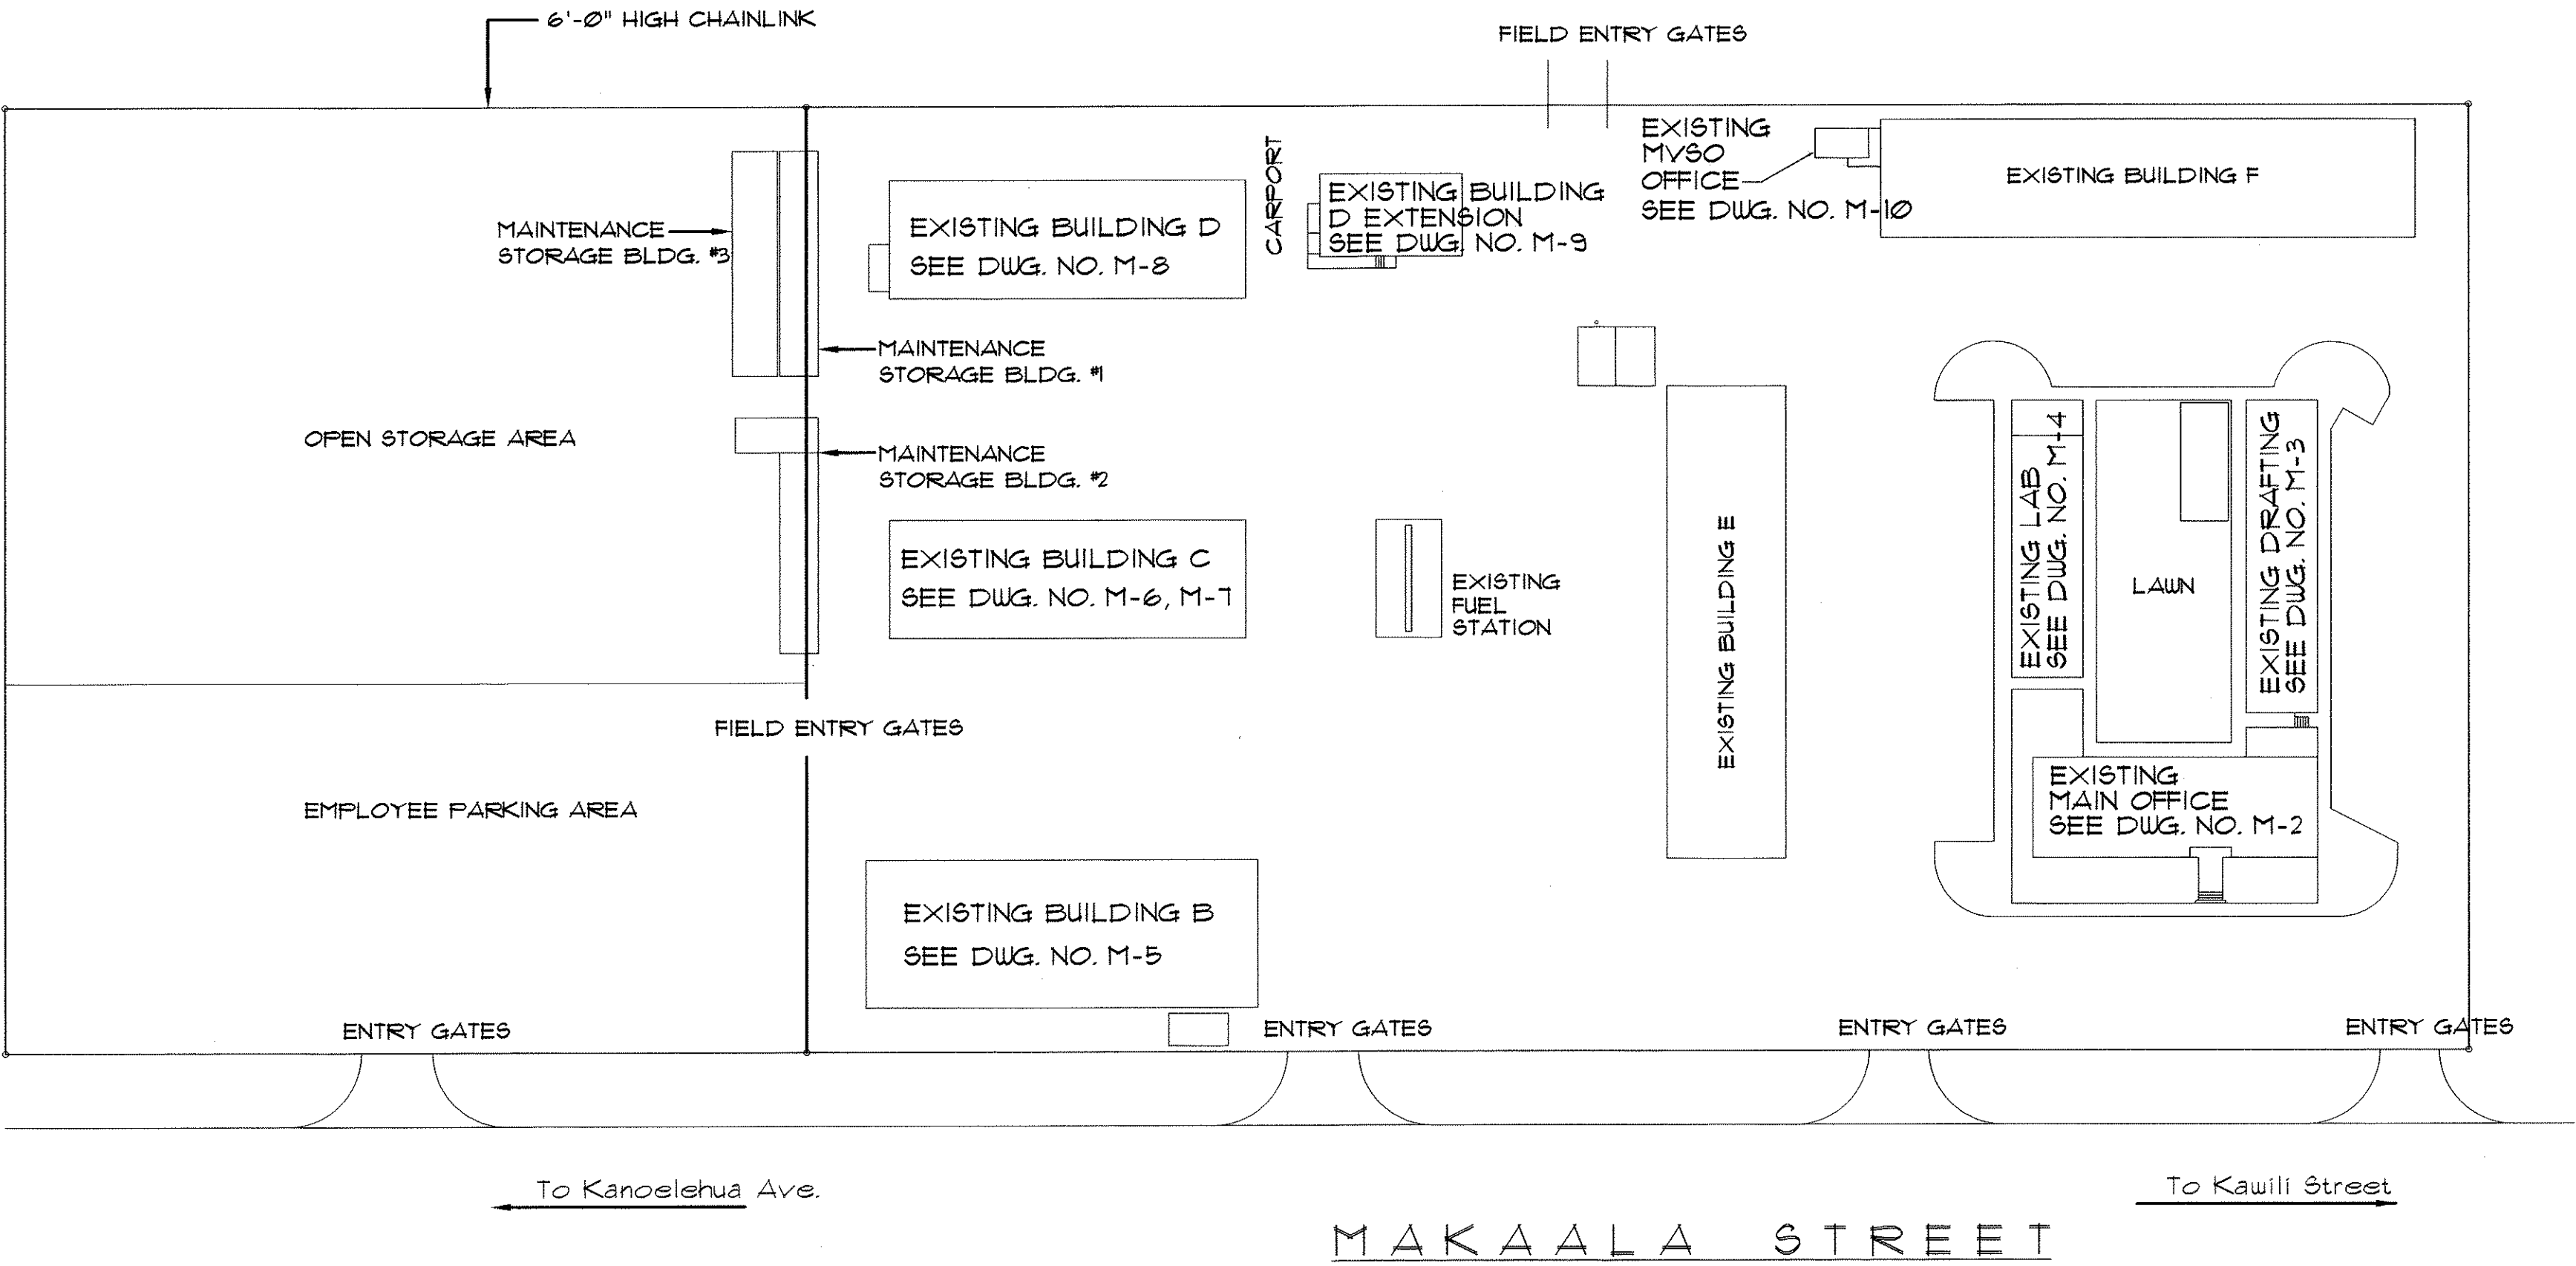 6'-0" HIGH CHAINLINK
FIELD ENTRY GATES
EXISTING
MVSO
OFFICE
SEE DWG. NO. M-10
EXISTING BUILDING F
CARPORT
EXISTING BUILDING
D EXTENSION
SEE DWG. NO. M-9
EXISTING BUILDING D
SEE DWG. NO. M-8
MAINTENANCE
STORAGE BLDG. #3
MAINTENANCE
STORAGE BLDG. #1
OPEN STORAGE AREA
MAINTENANCE
STORAGE BLDG. #2
EXISTING BUILDING C
SEE DWG. NO. M-6, M-7
EXISTING
FUEL
STATION
EXISTING BUILDING E
EXISTING LAB
SEE DWG. NO. M-4
LAWN
EXISTING DRAFTING
SEE DWG. NO. M-3
FIELD ENTRY GATES
EXISTING
MAIN OFFICE
SEE DWG. NO. M-2
EMPLOYEE PARKING AREA
EXISTING BUILDING B
SEE DWG. NO. M-5
ENTRY GATES
ENTRY GATES
ENTRY GATES
ENTRY GATES
To Kanoelehua Ave.
To Kawili Street
MAKAALA STREET